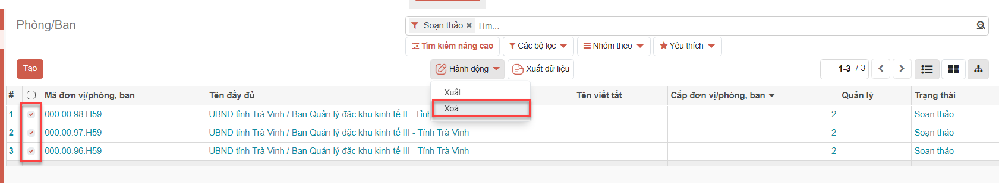 Phòng/Ban
Soạn thảo × Tìm...
Tìm kiếm nâng cao Các bộ lọc Nhóm theo Yêu thích
Tạo Hành động Xuất dữ liệu 1-3 / 3
Xuất
Xoá
# Mã đơn vị/phòng, ban Tên đầy đủ Tên viết tắt Cấp đơn vị/phòng, ban Quản lý Trạng thái
1 000.00.98.H59 UBND tỉnh Trà Vinh / Ban Quản lý đặc khu kinh tế II - Tỉnh 2 Soạn thảo
2 000.00.97.H59 UBND tỉnh Trà Vinh / Ban Quản lý đặc khu kinh tế III - Tỉnh Trà Vinh 2 Soạn thảo
3 000.00.96.H59 UBND tỉnh Trà Vinh / Ban Quản lý đặc khu kinh tế III - Tỉnh Trà Vinh 2 Soạn thảo